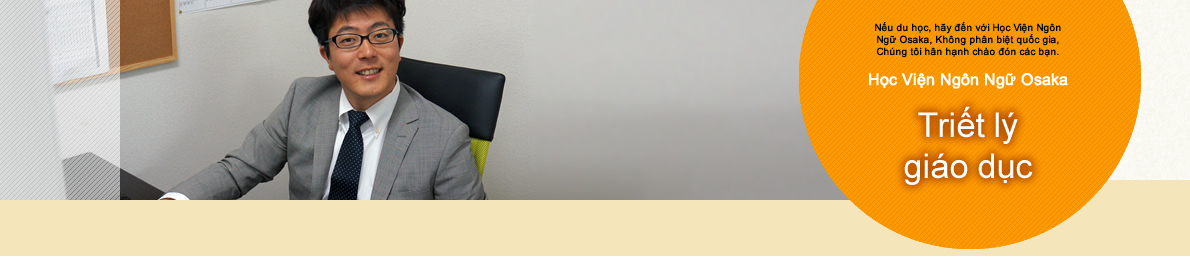 Nếu du học, hãy đến với Học Viện Ngôn
Ngữ Osaka, Không phân biệt quốc gia,
Chúng tôi hân hạnh chào đón các bạn.
Học Viện Ngôn Ngữ Osaka
Triết lý
giáo dục